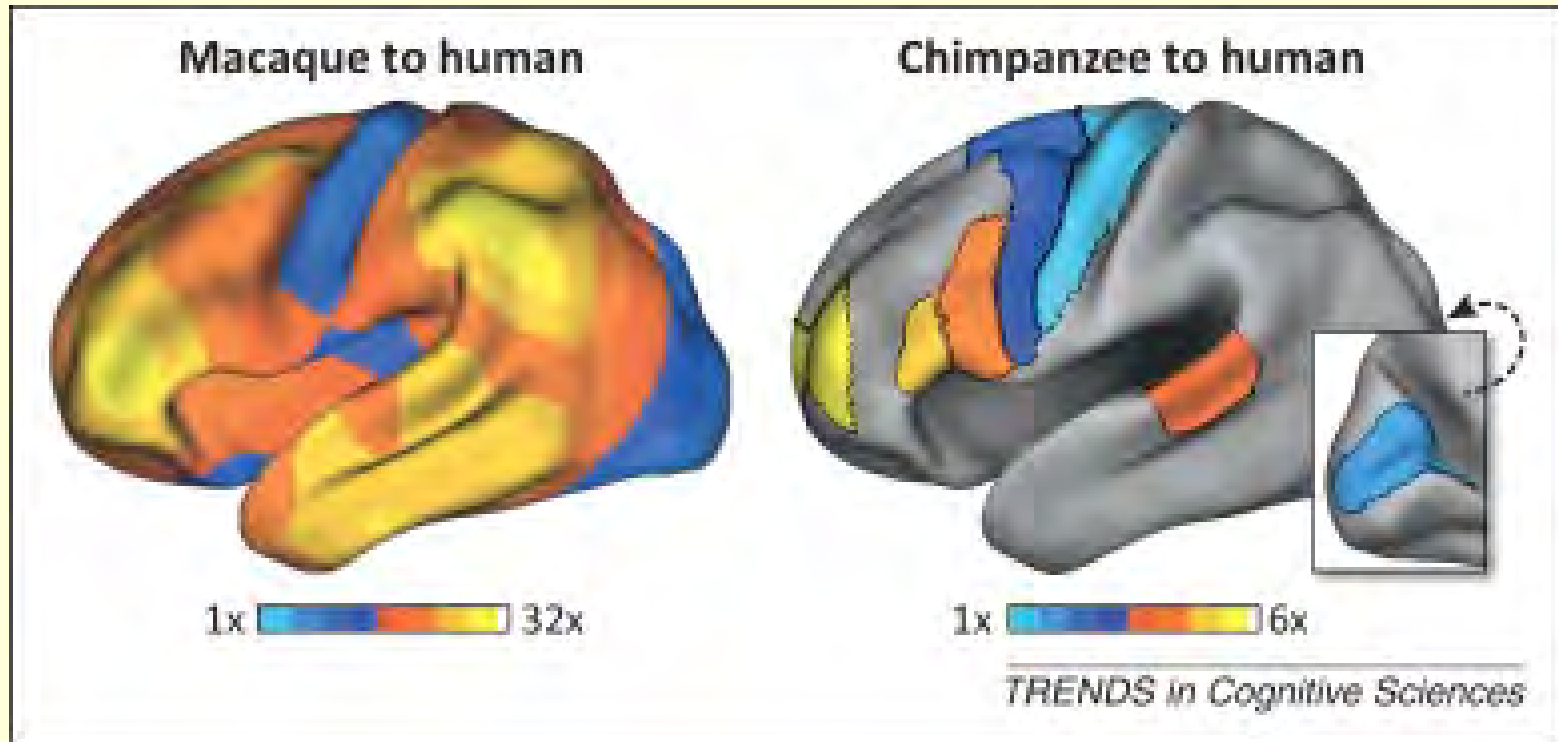 Macaque to human
Chimpanzee to human
1x 32x
1x 6x
TRENDS in Cognitive Sciences